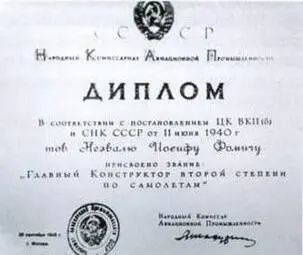 СССР
Народный Комиссариат Авиационной Промышленности
ДИПЛОМ
В соответствии с постановлением ЦК ВКП(б)
и СНК СССР от 11 июня 1940 г
тов Незвалю Иосифу Фомичу
присвоено звание:
„Главный Конструктор второй степени
по самолетам"
Народный Комиссар
Авиационной Промышленности
г. Москва.